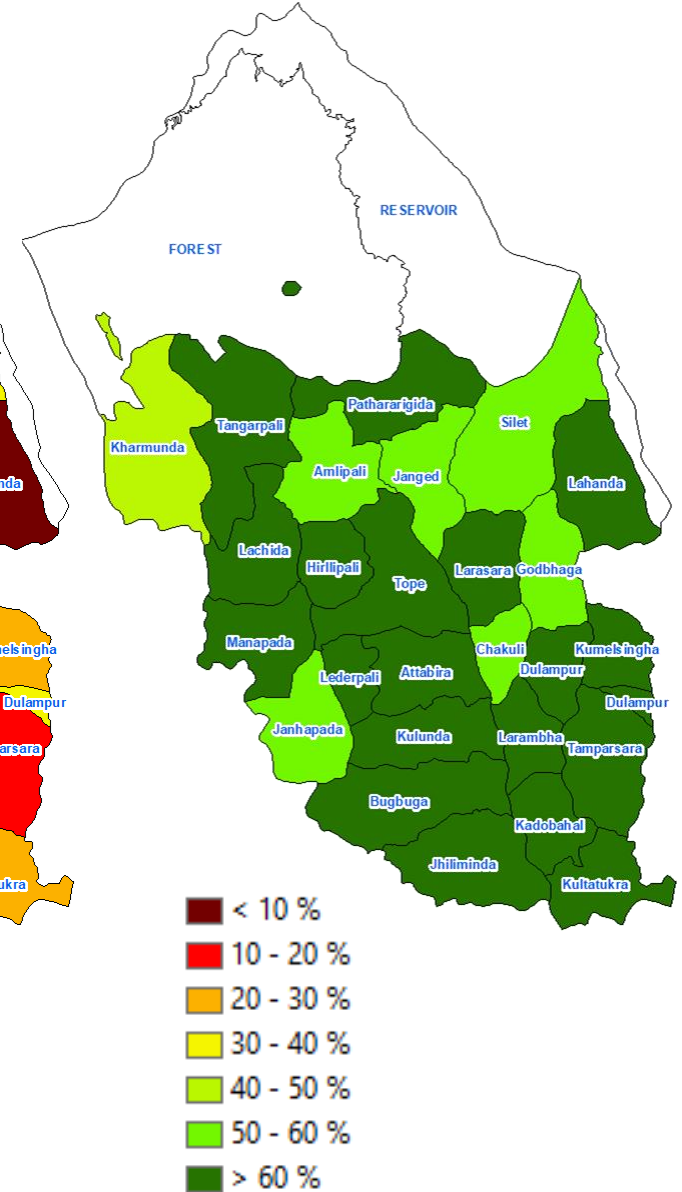 RESERVOIR
FOREST
Pathararigida
Tangarpali
Silet
Kharmunda
Amlipali
Janged
nda
Lahanda
Lachida
Hirllipali
Larasara
Godbhaga
Tope
Manapada
Chakuli
Kumelsingha
elsingha
Dulampur
Attabira
Lederpali
Dulampur
Dulampur
Janhapada
Kulunda
Larambha
Tamparsara
arsara
Bugbuga
Kadobahal
Jhiliminda
Kultatukra
ukra
< 10 %
10 - 20 %
20 - 30 %
30 - 40 %
40 - 50 %
50 - 60 %
> 60 %